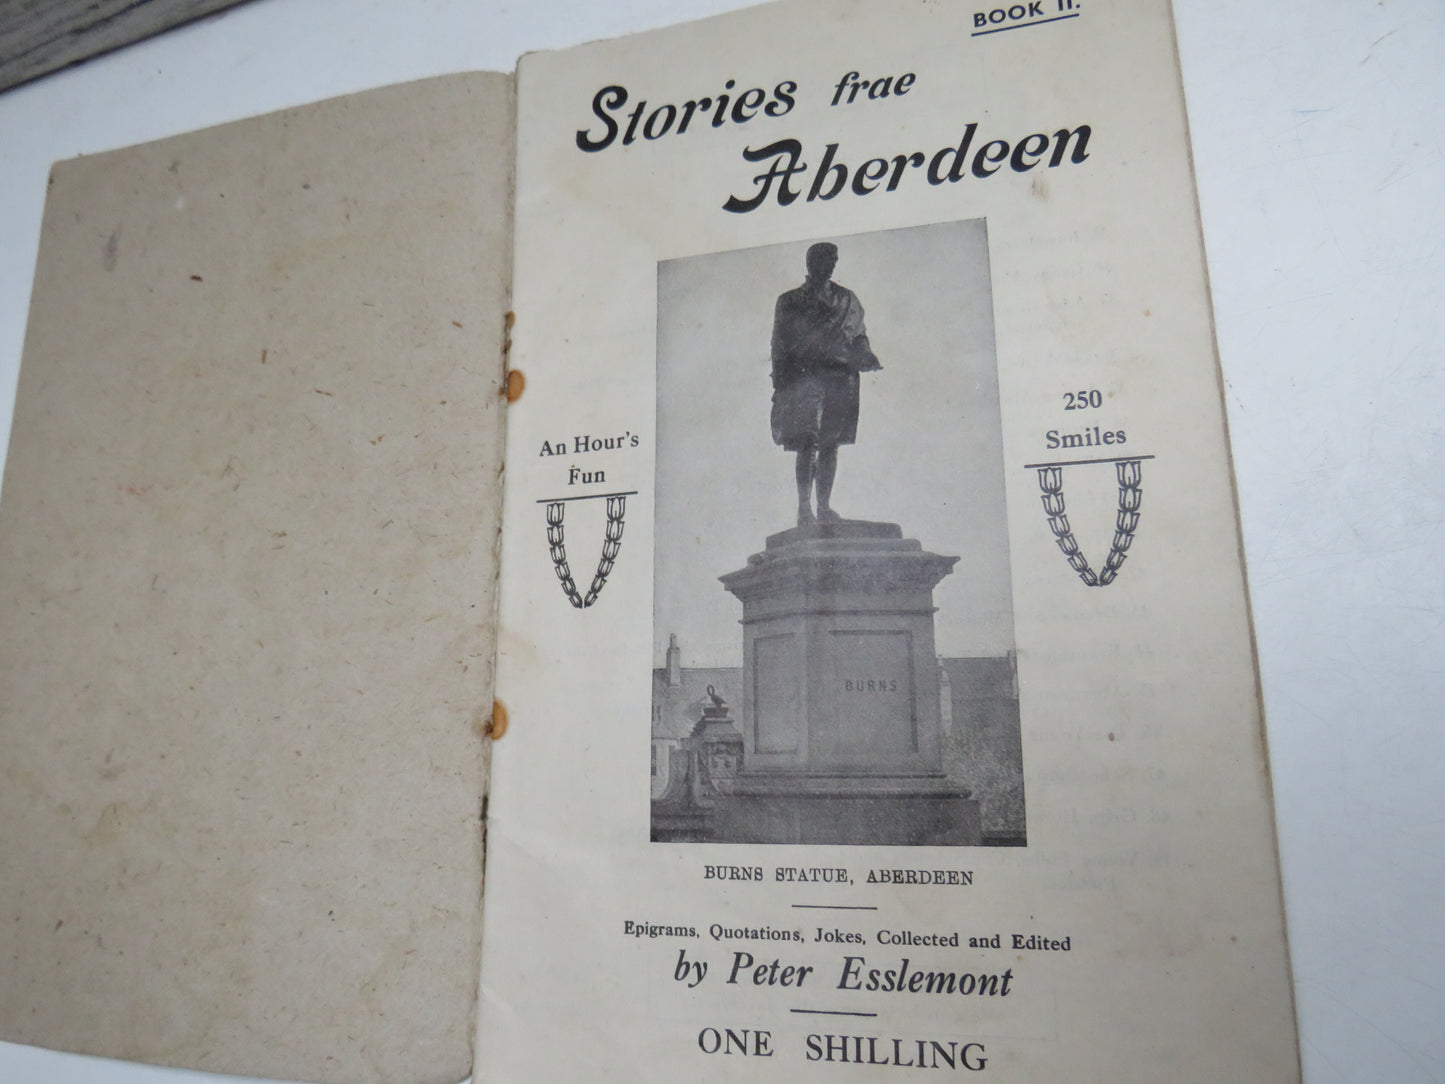 BOOK II.
Stories frae
Aberdeen
An Hour's
Fun
250
Smiles
BURNS
BURNS STATUE, ABERDEEN
Epigrams, Quotations, Jokes, Collected and Edited
by Peter Esslemont
ONE SHILLING